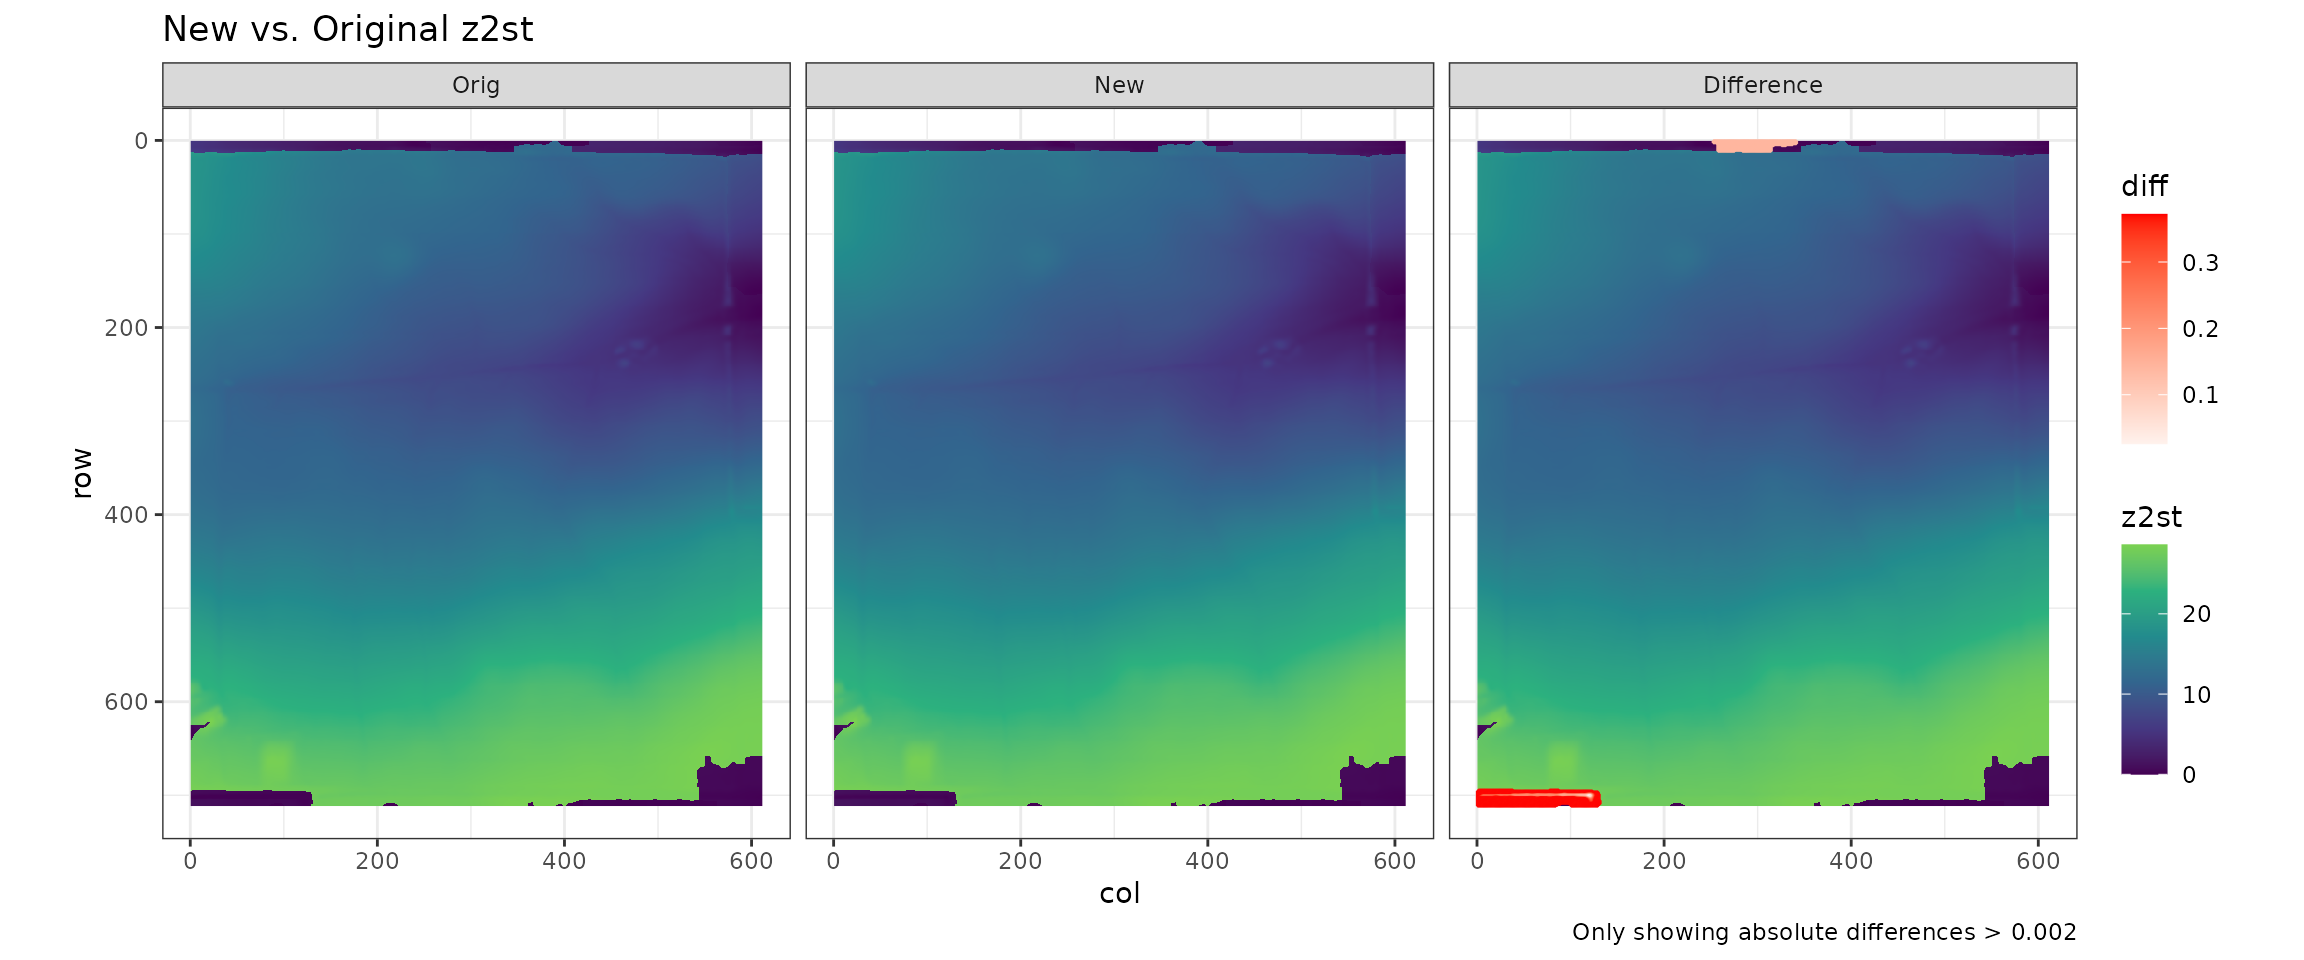 New vs. Original z2st
Orig
New
Difference
0
200
400
600
row
0 200 400 600
0 200 400 600
0 200 400 600
col
diff
0.3
0.2
0.1
z2st
20
10
0
Only showing absolute differences > 0.002